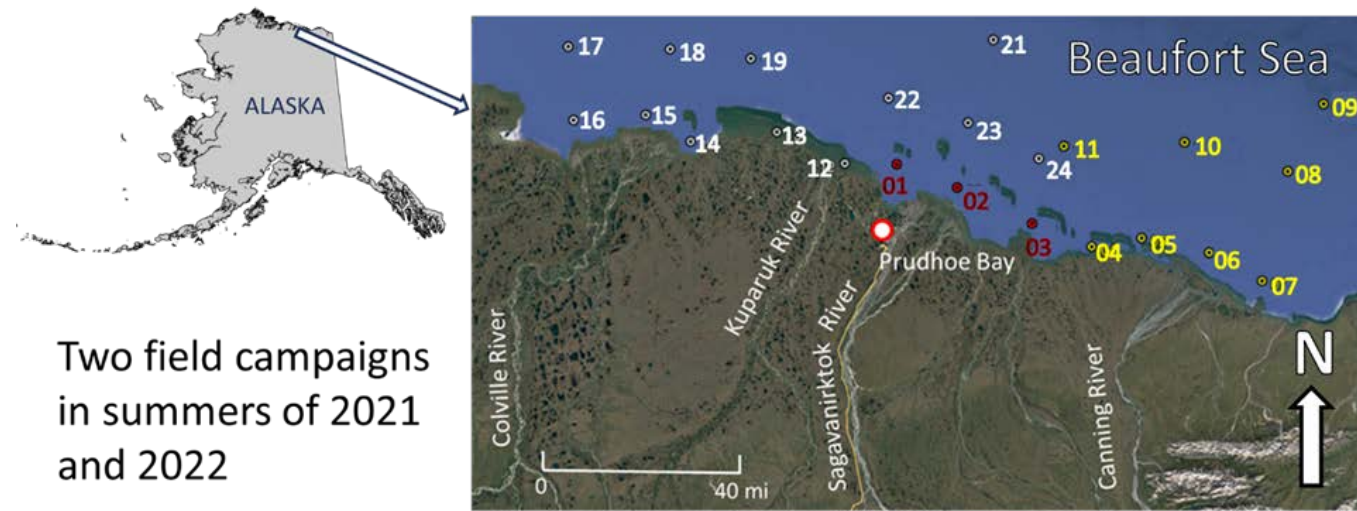 ALASKA
Two field campaigns
in summers of 2021
and 2022
Beaufort Sea
17
18
19
21
22
09
16
15
14
13
12
23
11
24
10
08
01
02
03
04
05
06
07
Prudhoe Bay
Colville River
Kuparuk River
Sagavanirktok River
Canning River
N
0
40 mi